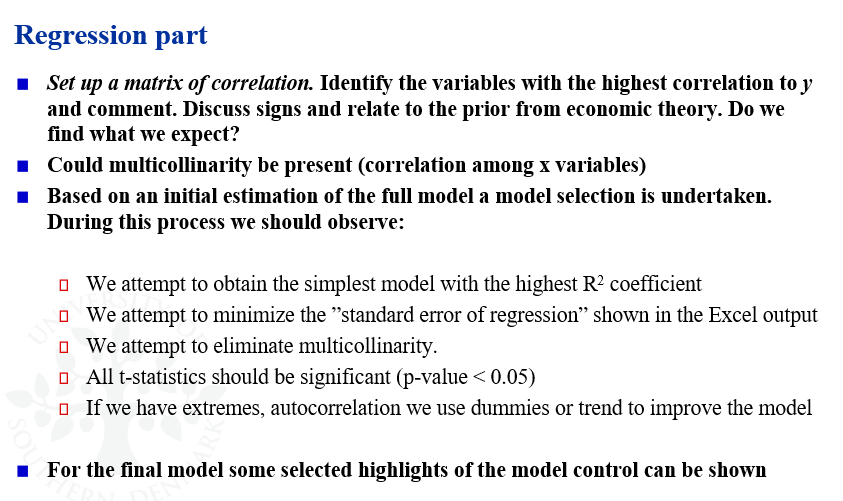 Regression part
Set up a matrix of correlation. Identify the variables with the highest correlation to y
and comment. Discuss signs and relate to the prior from economic theory. Do we
find what we expect?
Could multicollinarity be present (correlation among x variables)
Based on an initial estimation of the full model a model selection is undertaken.
During this process we should observe:
We attempt to obtain the simplest model with the highest R² coefficient
We attempt to minimize the ”standard error of regression” shown in the Excel output
We attempt to eliminate multicollinarity.
All t-statistics should be significant (p-value < 0.05)
If we have extremes, autocorrelation we use dummies or trend to improve the model
For the final model some selected highlights of the model control can be shown
UNIVERSITY OF
SOUTHERN DENMARK